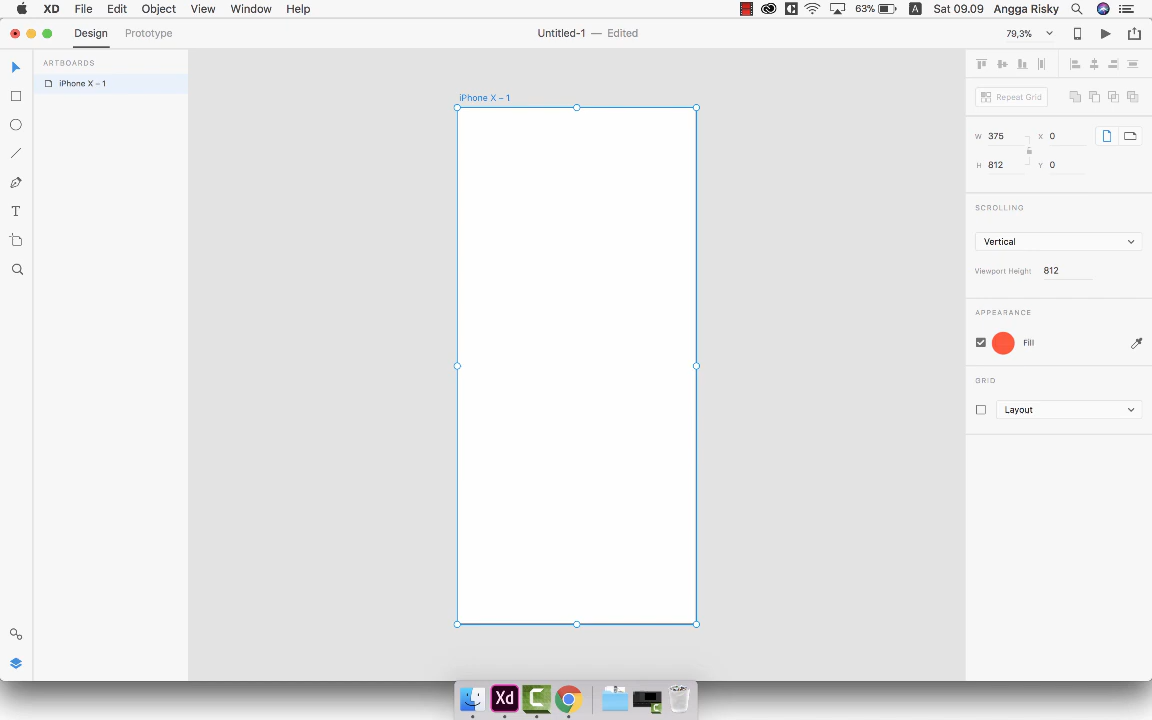 XD File Edit Object View Window Help 63% A Sat 09.09 Angga Risky
Design Prototype Untitled-1 — Edited 79,3%
ARTBOARDS
iPhone X – 1
iPhone X – 1
Repeat Grid
W 375 X 0
H 812 Y 0
SCROLLING
Vertical
Viewport Height 812
APPEARANCE
Fill
GRID
Layout
T
Xd